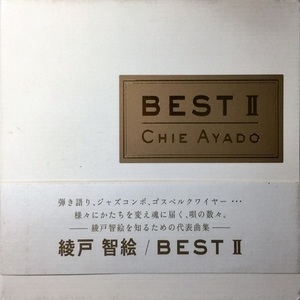 BEST II
CHIE AYADO
弾き語り、ジャズコンボ、ゴスペルクワイヤー・・・
様々にかたちを変え魂に届く、唄の数々。
――綾戸智絵を知るための代表曲集――
綾戸 智絵 / BEST II